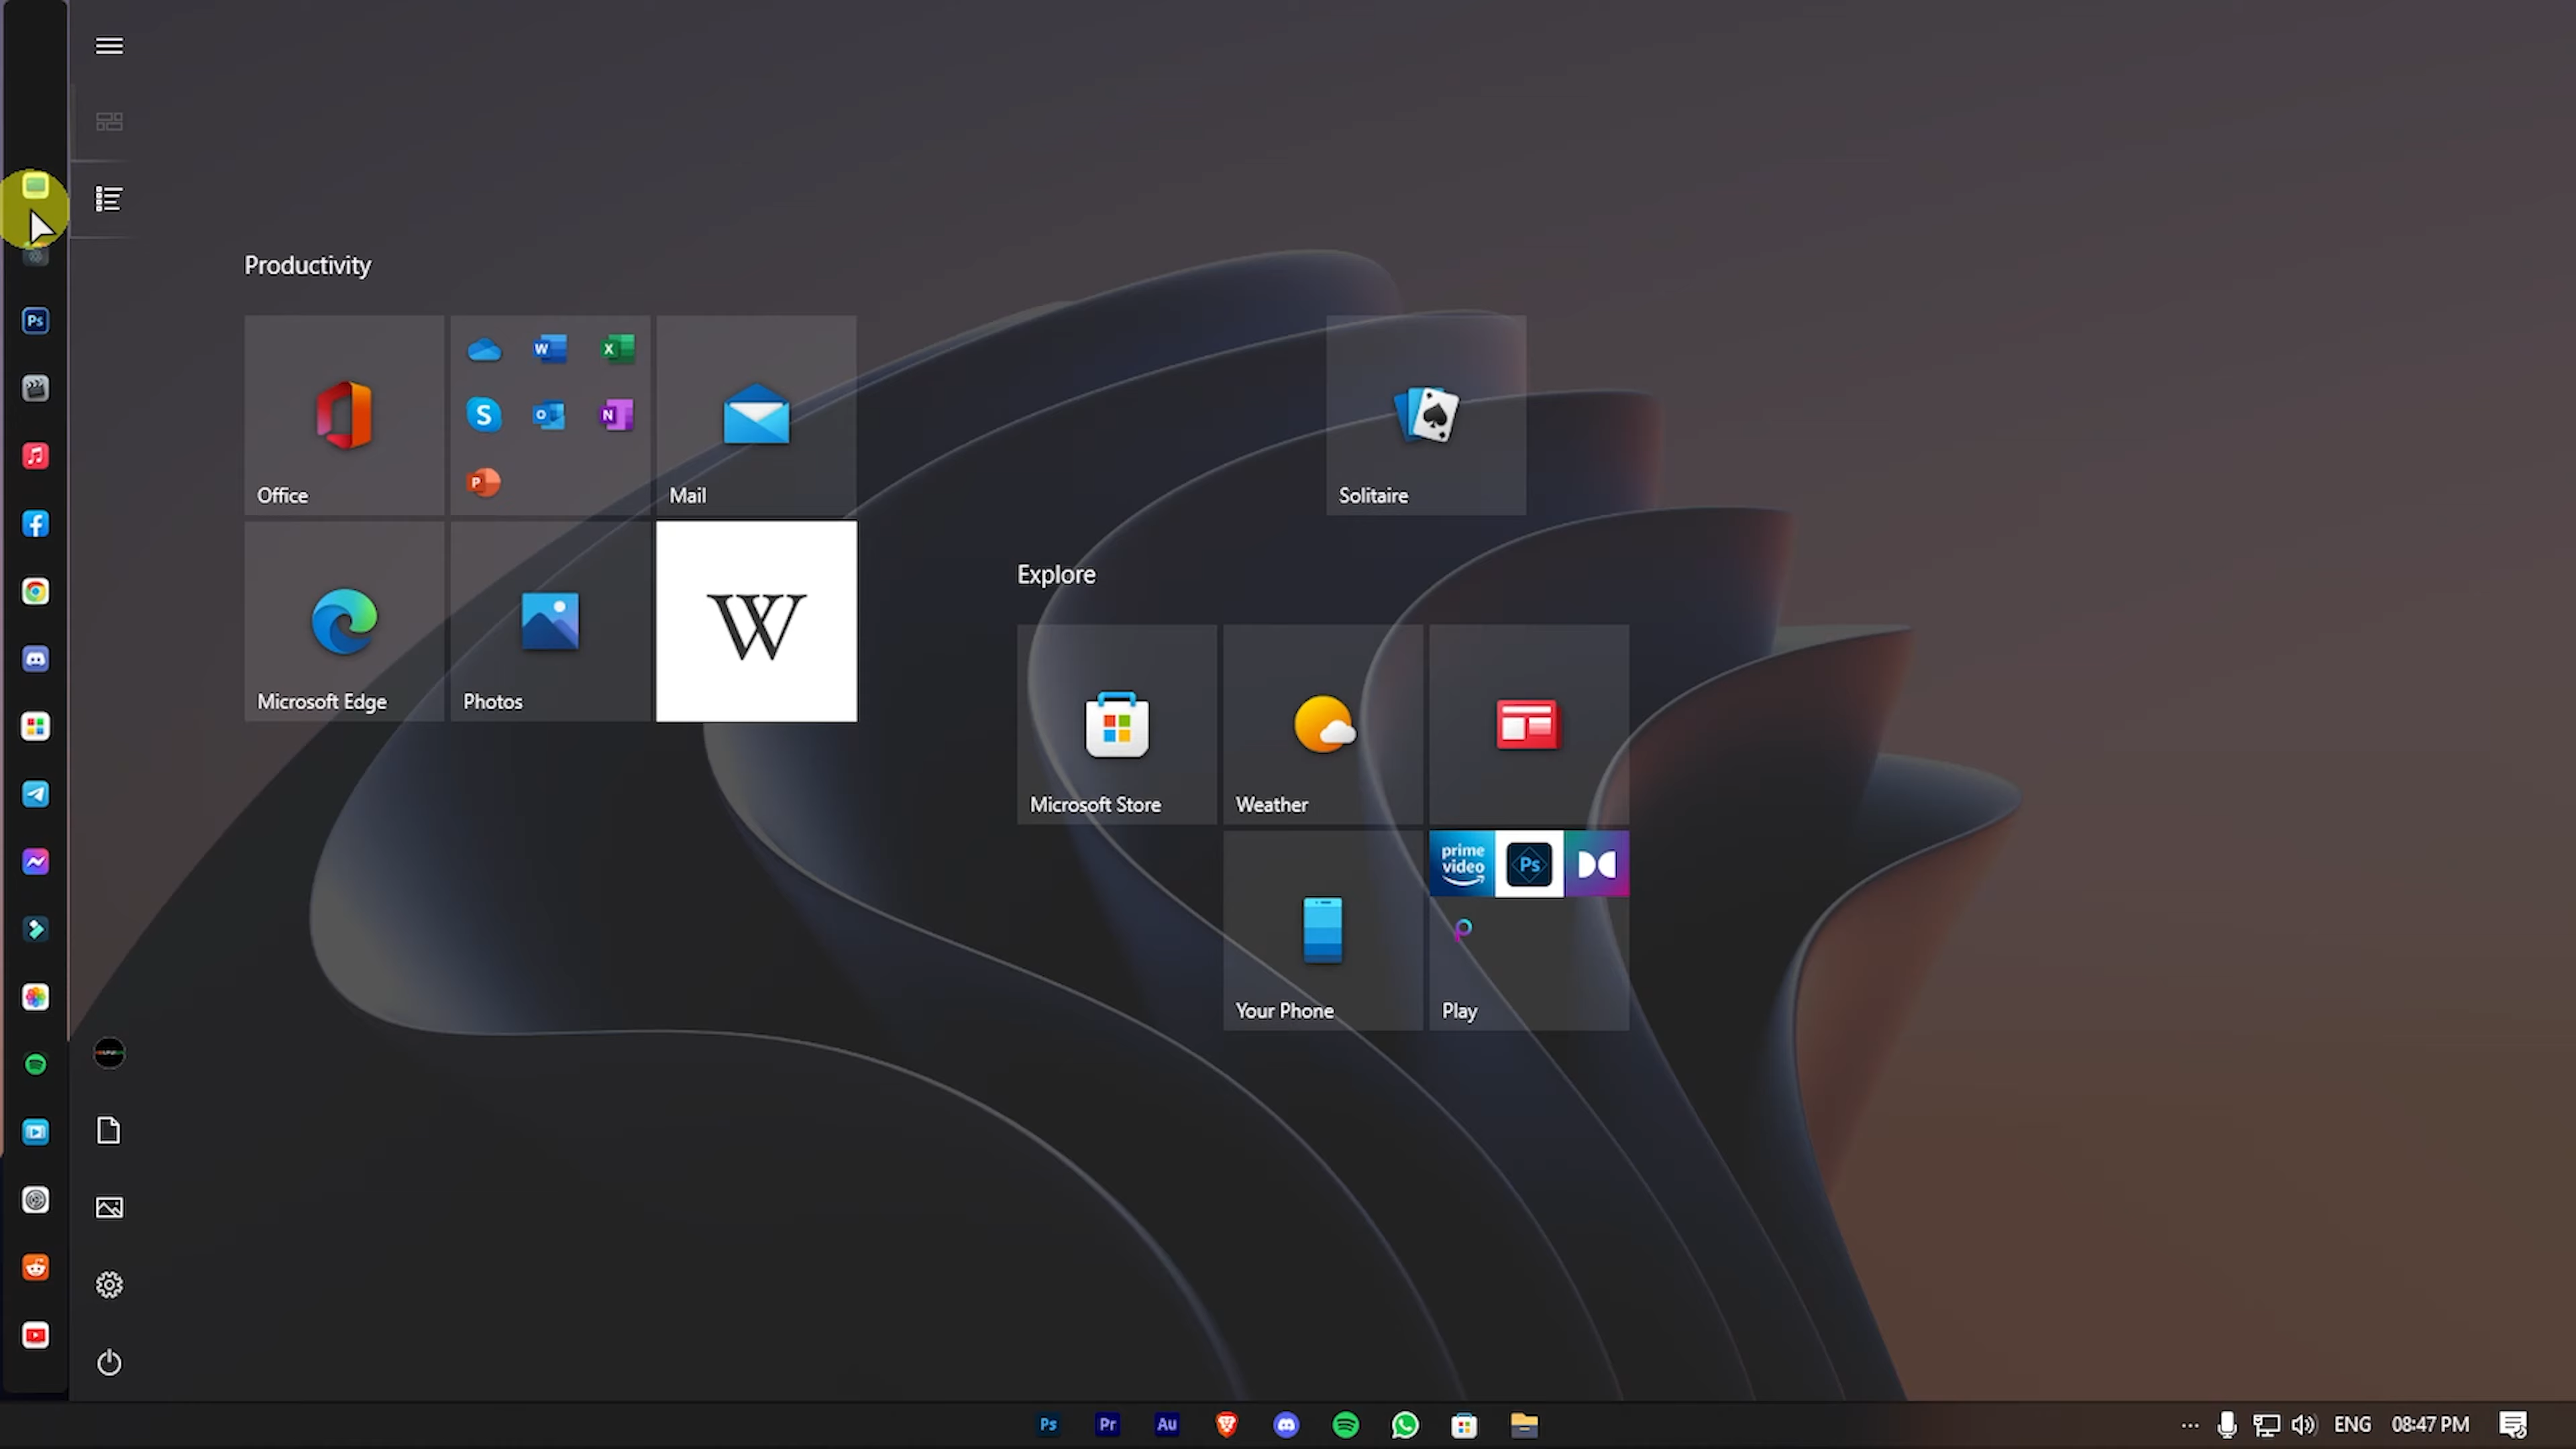 Productivity
W X
Office
S O N
P
Mail
Solitaire
Ps
Microsoft Edge
Photos
W
Explore
Microsoft Store
Weather
prime
video
Ps
Your Phone
Play
Ps Pr Au
ENG 08:47 PM